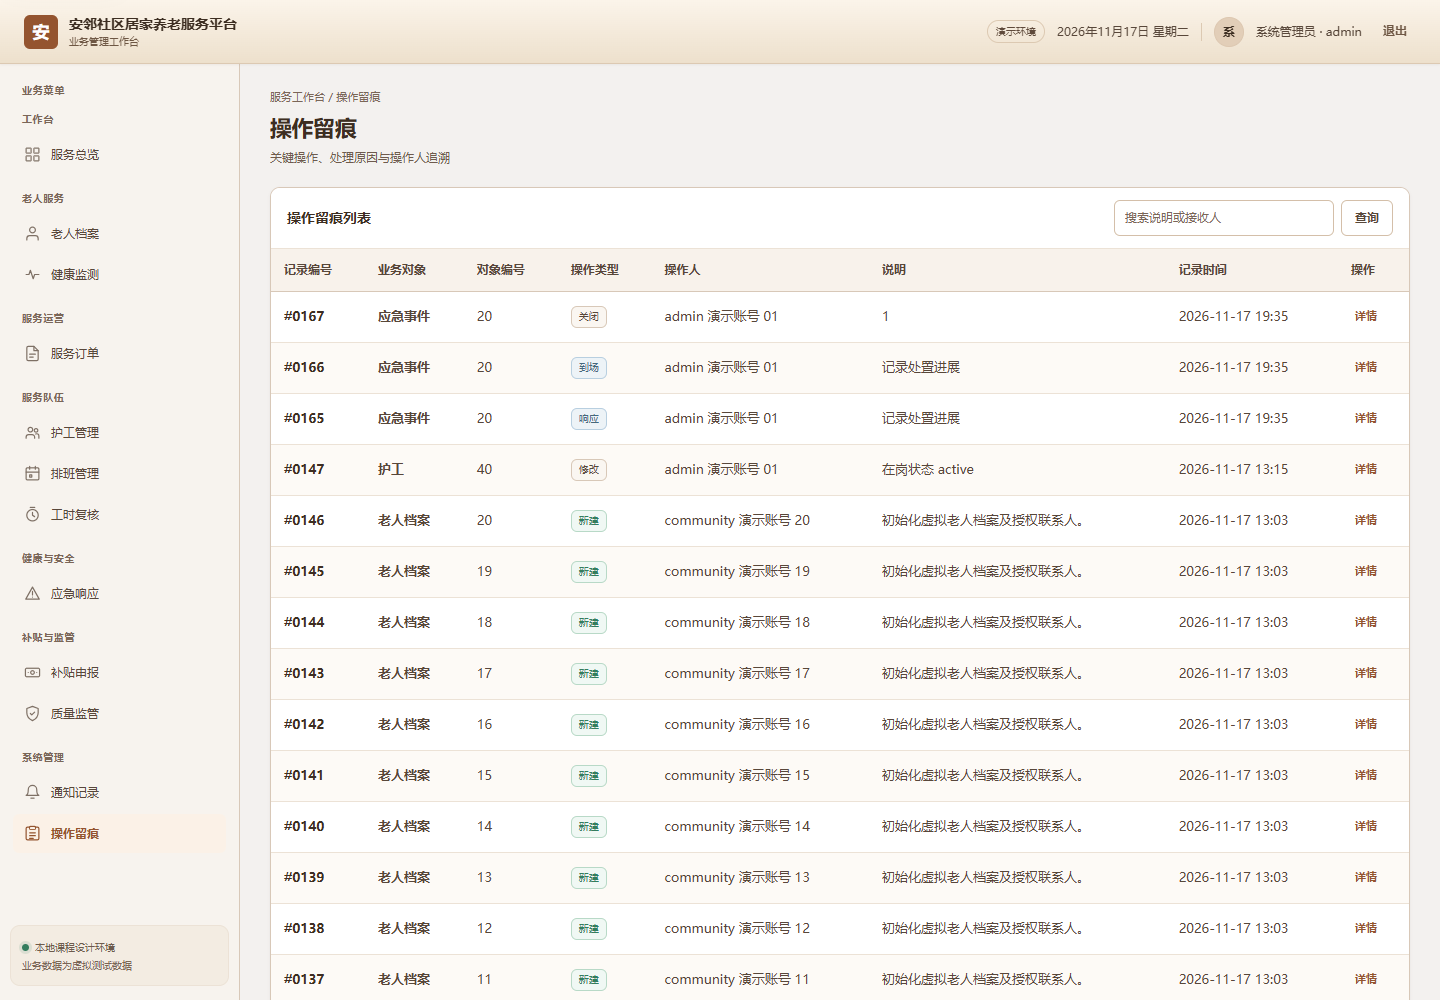 安
安邻社区居家养老服务平台
业务管理工作台
演示环境
2026年11月17日 星期二
系
系统管理员 · admin
退出
业务菜单
工作台
服务总览
老人服务
老人档案
健康监测
服务运营
服务订单
服务队伍
护工管理
排班管理
工时复核
健康与安全
应急响应
补贴与监管
补贴申报
质量监管
系统管理
通知记录
操作留痕
本地课程设计环境
业务数据为虚拟测试数据
服务工作台 / 操作留痕
操作留痕
关键操作、处理原因与操作人追溯
操作留痕列表
搜索说明或接收人
查询
记录编号 业务对象 对象编号 操作类型 操作人 说明 记录时间 操作
#0167 应急事件 20 关闭 admin 演示账号 01 1 2026-11-17 19:35 详情
#0166 应急事件 20 到场 admin 演示账号 01 记录处置进展 2026-11-17 19:35 详情
#0165 应急事件 20 响应 admin 演示账号 01 记录处置进展 2026-11-17 19:35 详情
#0147 护工 40 修改 admin 演示账号 01 在岗状态 active 2026-11-17 13:15 详情
#0146 老人档案 20 新建 community 演示账号 20 初始化虚拟老人档案及授权联系人。 2026-11-17 13:03 详情
#0145 老人档案 19 新建 community 演示账号 19 初始化虚拟老人档案及授权联系人。 2026-11-17 13:03 详情
#0144 老人档案 18 新建 community 演示账号 18 初始化虚拟老人档案及授权联系人。 2026-11-17 13:03 详情
#0143 老人档案 17 新建 community 演示账号 17 初始化虚拟老人档案及授权联系人。 2026-11-17 13:03 详情
#0142 老人档案 16 新建 community 演示账号 16 初始化虚拟老人档案及授权联系人。 2026-11-17 13:03 详情
#0141 老人档案 15 新建 community 演示账号 15 初始化虚拟老人档案及授权联系人。 2026-11-17 13:03 详情
#0140 老人档案 14 新建 community 演示账号 14 初始化虚拟老人档案及授权联系人。 2026-11-17 13:03 详情
#0139 老人档案 13 新建 community 演示账号 13 初始化虚拟老人档案及授权联系人。 2026-11-17 13:03 详情
#0138 老人档案 12 新建 community 演示账号 12 初始化虚拟老人档案及授权联系人。 2026-11-17 13:03 详情
#0137 老人档案 11 新建 community 演示账号 11 初始化虚拟老人档案及授权联系人。 2026-11-17 13:03 详情